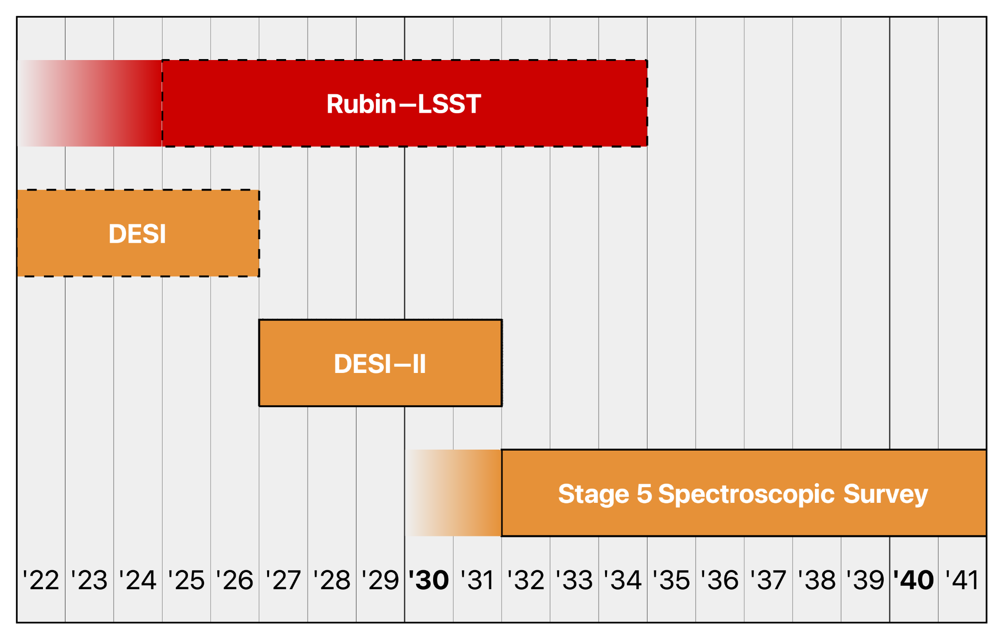 Rubin–LSST
DESI
DESI–II
Stage 5 Spectroscopic Survey
'22 '23 '24 '25 '26 '27 '28 '29 '30 '31 '32 '33 '34 '35 '36 '37 '38 '39 '40 '41